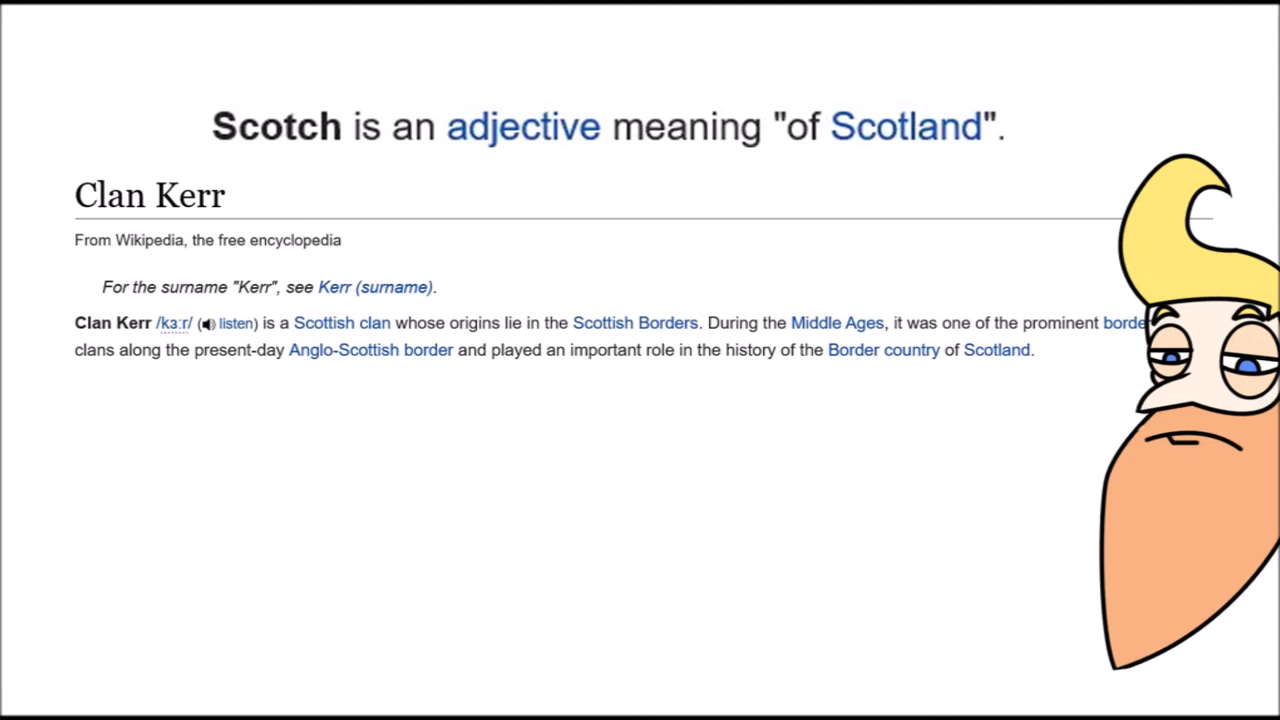 Scotch is an adjective meaning "of Scotland".
Clan Kerr
From Wikipedia, the free encyclopedia
For the surname "Kerr", see Kerr (surname).
Clan Kerr /kɜːr/ (listen) is a Scottish clan whose origins lie in the Scottish Borders. During the Middle Ages, it was one of the prominent borde
clans along the present-day Anglo-Scottish border and played an important role in the history of the Border country of Scotland.